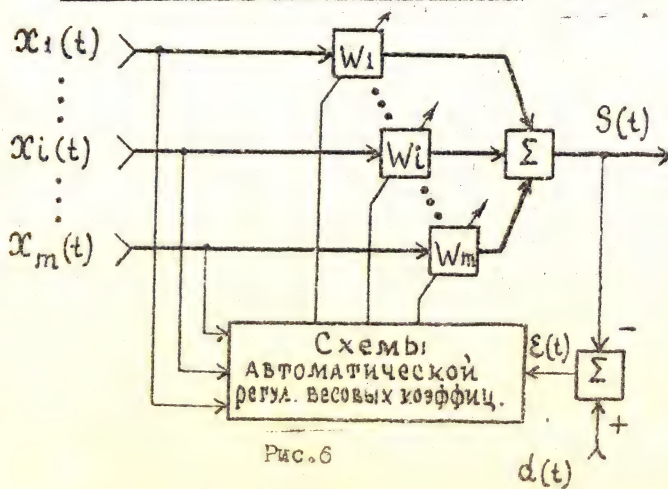 x₁(t)
W₁
xᵢ(t)
Wᵢ
Σ
S(t)
xₘ(t)
Wₘ
Схемы
Автоматической
регул. весовых коэффиц.
ε(t)
Σ
−
+
d(t)
Рис.6